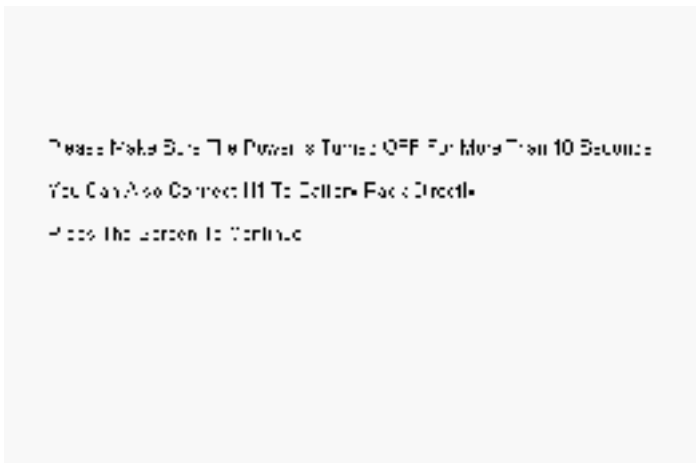 Please Make Sure The Power is Turned OFF For More Than 10 Seconds
You Can Also Connect H1 To Battery Pack Directly
Press The Screen To Continue